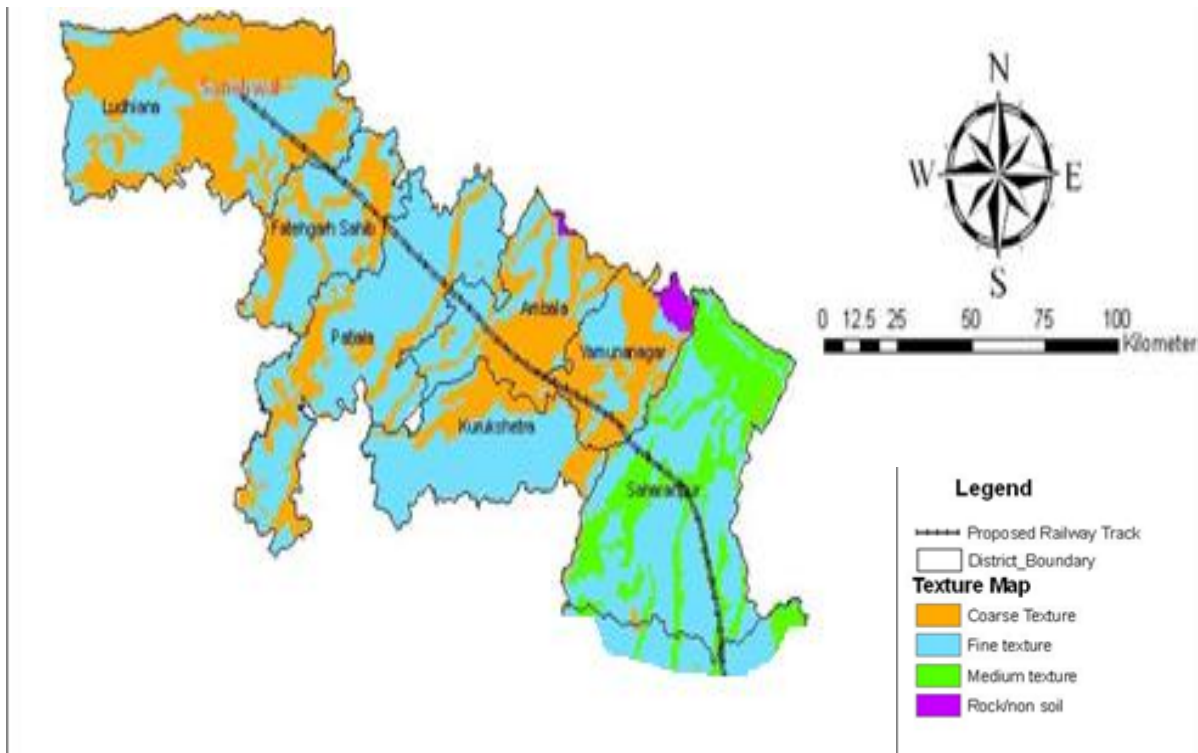 N
W
E
S
0 12.5 25 50 75 100
Kilometer
Ludhiana
Fatehgarh Sahib
Patiala
Ambala
Yamunanagar
Kurukshetra
Saharanpur
Legend
Proposed Railway Track
District_Boundary
Texture Map
Coarse Texture
Fine texture
Medium texture
Rock/non soil